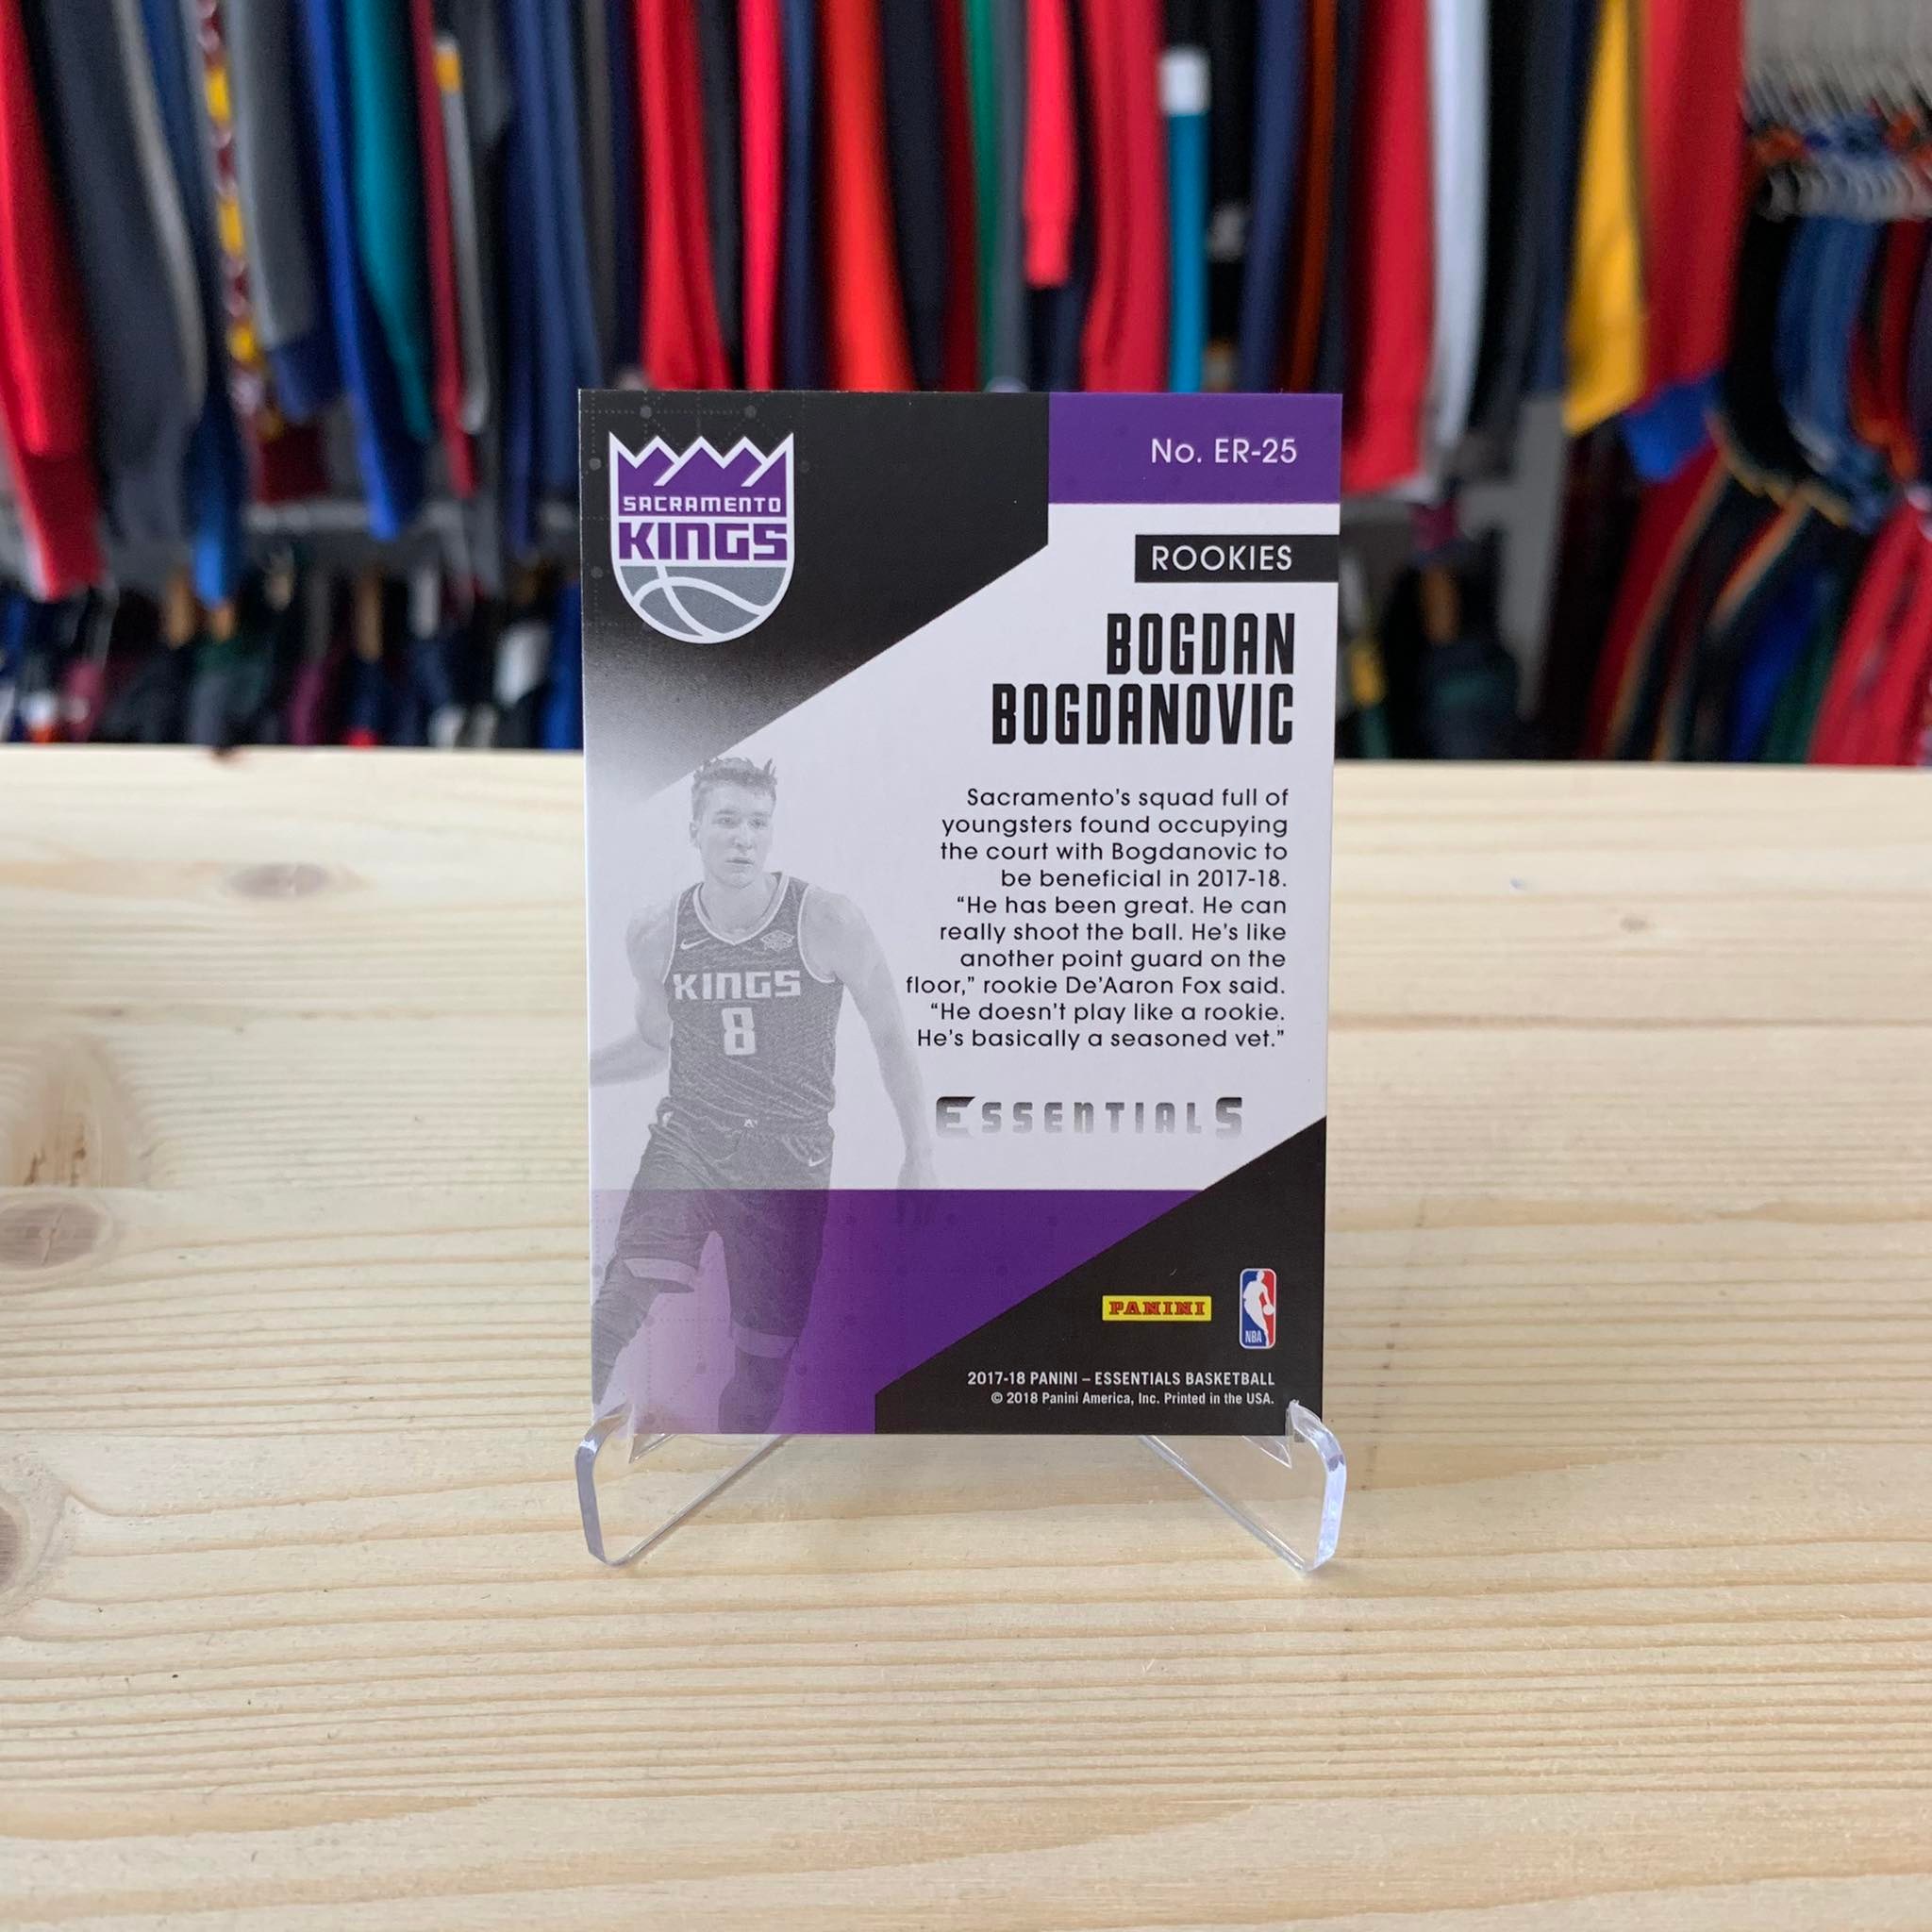 SACRAMENTO
KINGS
No. ER-25
ROOKIES
BOGDAN
BOGDANOVIC
Sacramento's squad full of
youngsters found occupying
the court with Bogdanovic to
be beneficial in 2017-18.
“He has been great. He can
really shoot the ball. He's like
another point guard on the
floor,” rookie De'Aaron Fox said.
“He doesn't play like a rookie.
He's basically a seasoned vet.”
KINGS
8
ESSENTIALS
PANINI
NBA
2017-18 PANINI – ESSENTIALS BASKETBALL
© 2018 Panini America, Inc. Printed in the USA.